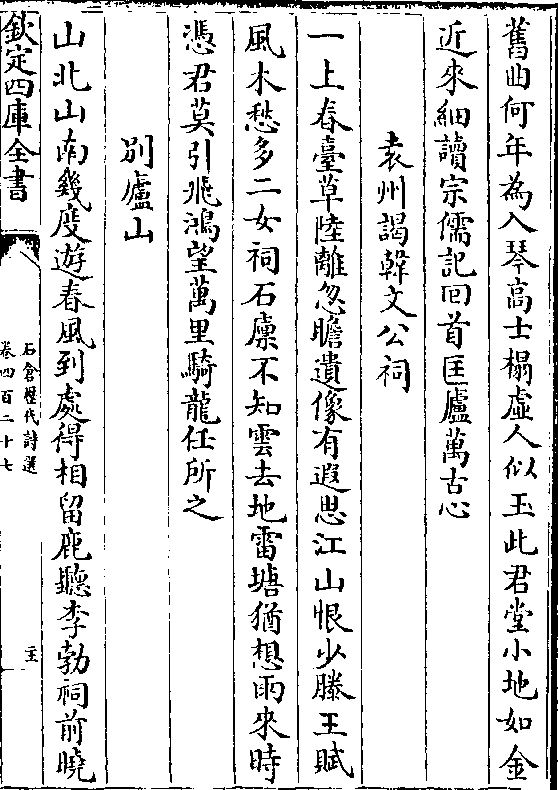 舊曲何年為入琴高士榻虛人似玉此君堂小地如金
近來細讀宗儒記回首匡廬萬古心
袁州謁韓文公祠
一上春臺草陸離忽瞻遺像有遐思江山恨少滕王賦
風木愁多二女祠石廩不知雲去地雷塘猶想雨來時
憑君莫引飛鴻望萬里騎龍任所之
別廬山
山北山南幾度遊春風到處得相留鹿聽李勃祠前曉
欽定四庫全書
石倉歷代詩選
卷四百二十七